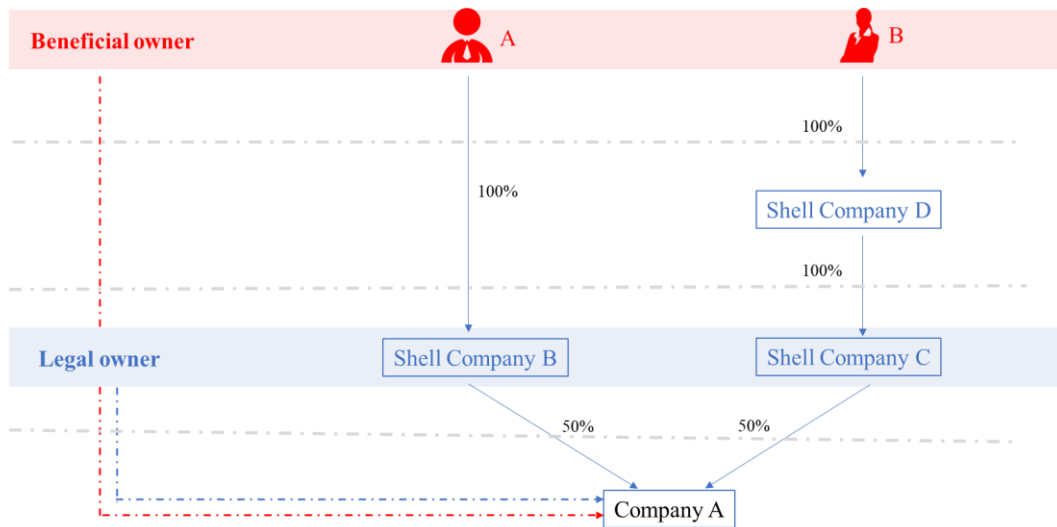 Beneficial owner
A
B
100%
100%
Shell Company D
100%
Legal owner
Shell Company B
Shell Company C
50%
50%
Company A